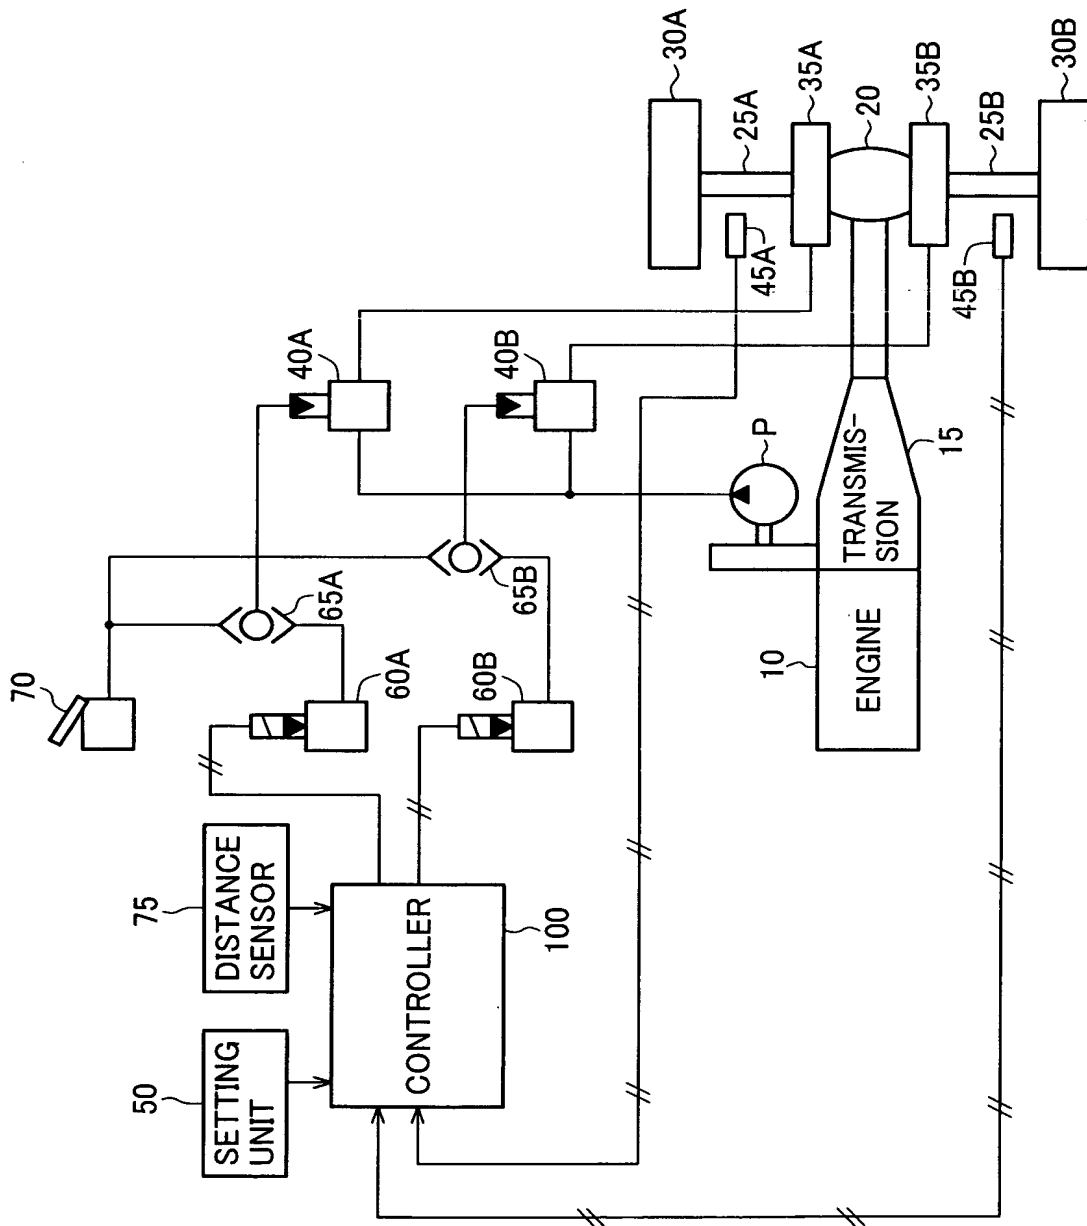 70
75
DISTANCE
SENSOR
50
SETTING
UNIT
CONTROLLER
100
60A
60B
65A
65B
40A
40B
P
10
ENGINE
TRANSMIS-
SION
15
45A
45B
30A
25A
35A
20
35B
25B
30B